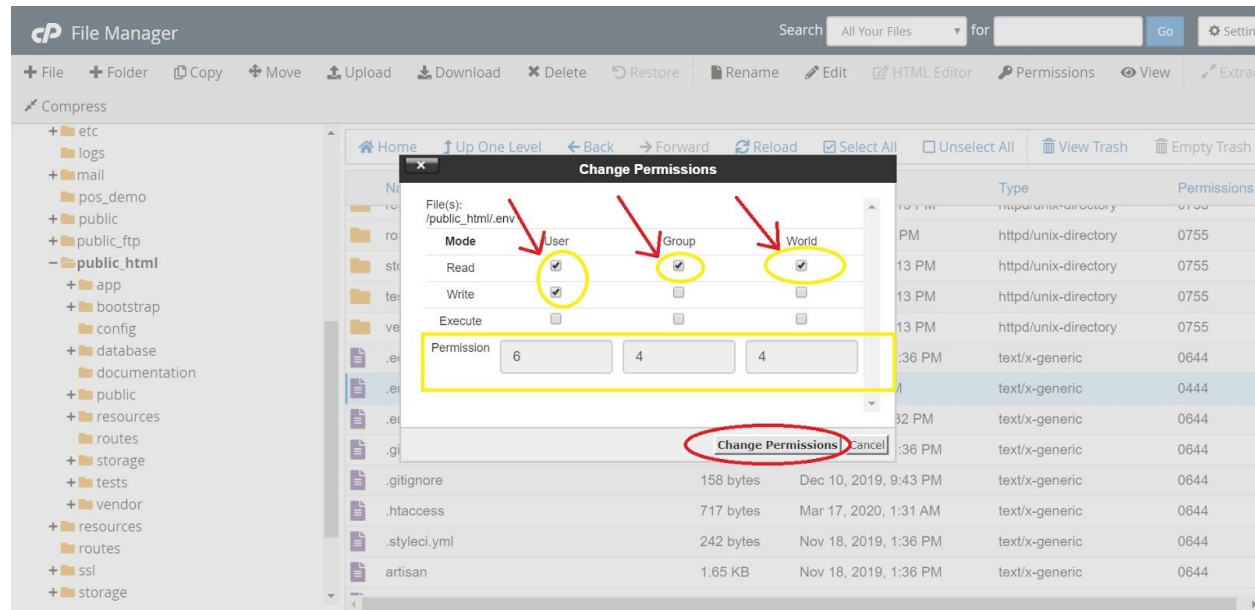 cP File Manager
Search All Your Files for Go
File Folder Copy Move Upload Download Delete Restore Rename Edit HTML Editor Permissions View
Compress
etc
logs
mail
pos_demo
public
public_ftp
public_html
app
bootstrap
config
database
documentation
public
resources
routes
storage
tests
vendor
resources
routes
ssl
storage
Home Up One Level Back Forward Reload Select All Unselect All View Trash Empty Trash
Type Permissions
PM httpd/unix-directory 0755
13 PM httpd/unix-directory 0755
13 PM httpd/unix-directory 0755
13 PM httpd/unix-directory 0755
:36 PM text/x-generic 0644
text/x-generic 0444
32 PM text/x-generic 0644
:36 PM text/x-generic 0644
.gitignore 158 bytes Dec 10, 2019, 9:43 PM text/x-generic 0644
.htaccess 717 bytes Mar 17, 2020, 1:31 AM text/x-generic 0644
.styleci.yml 242 bytes Nov 18, 2019, 1:36 PM text/x-generic 0644
artisan 1.65 KB Nov 18, 2019, 1:36 PM text/x-generic 0644
Change Permissions
File(s):
/public_html/.env
Mode User Group World
Read
Write
Execute
Permission 6 4 4
Change Permissions Cancel